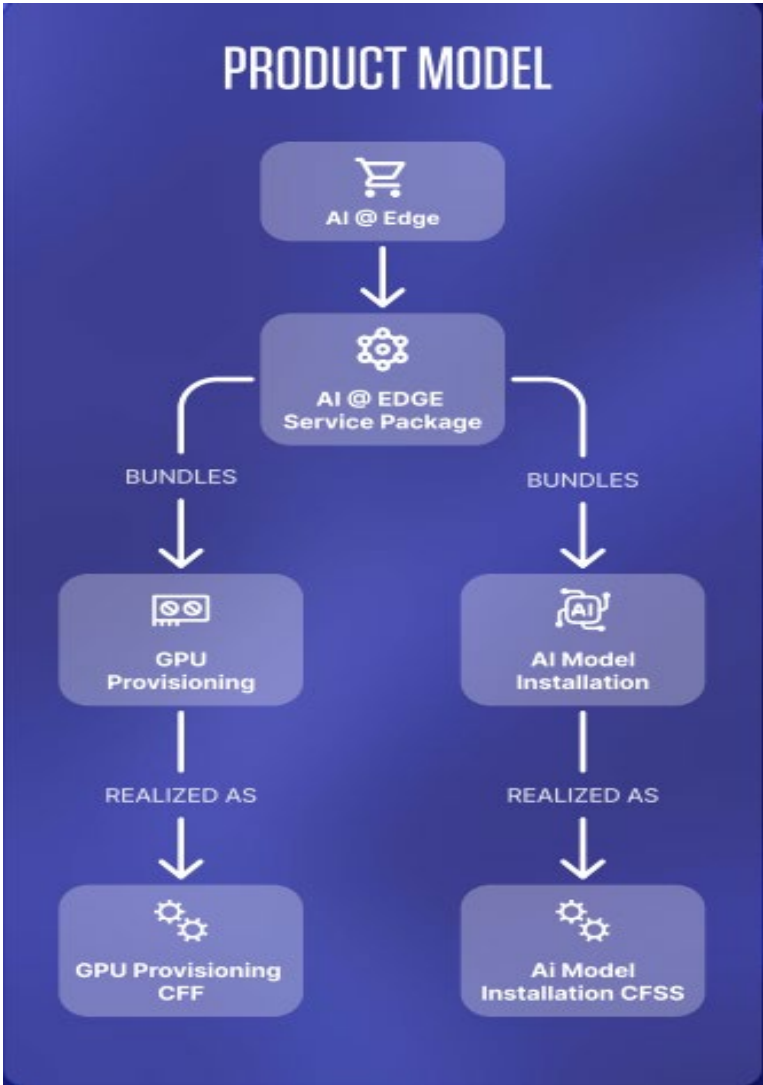 PRODUCT MODEL
AI @ Edge
AI @ EDGE
Service Package
BUNDLES
BUNDLES
GPU
Provisioning
AI
AI Model
Installation
REALIZED AS
REALIZED AS
GPU Provisioning
CFF
Ai Model
Installation CFSS